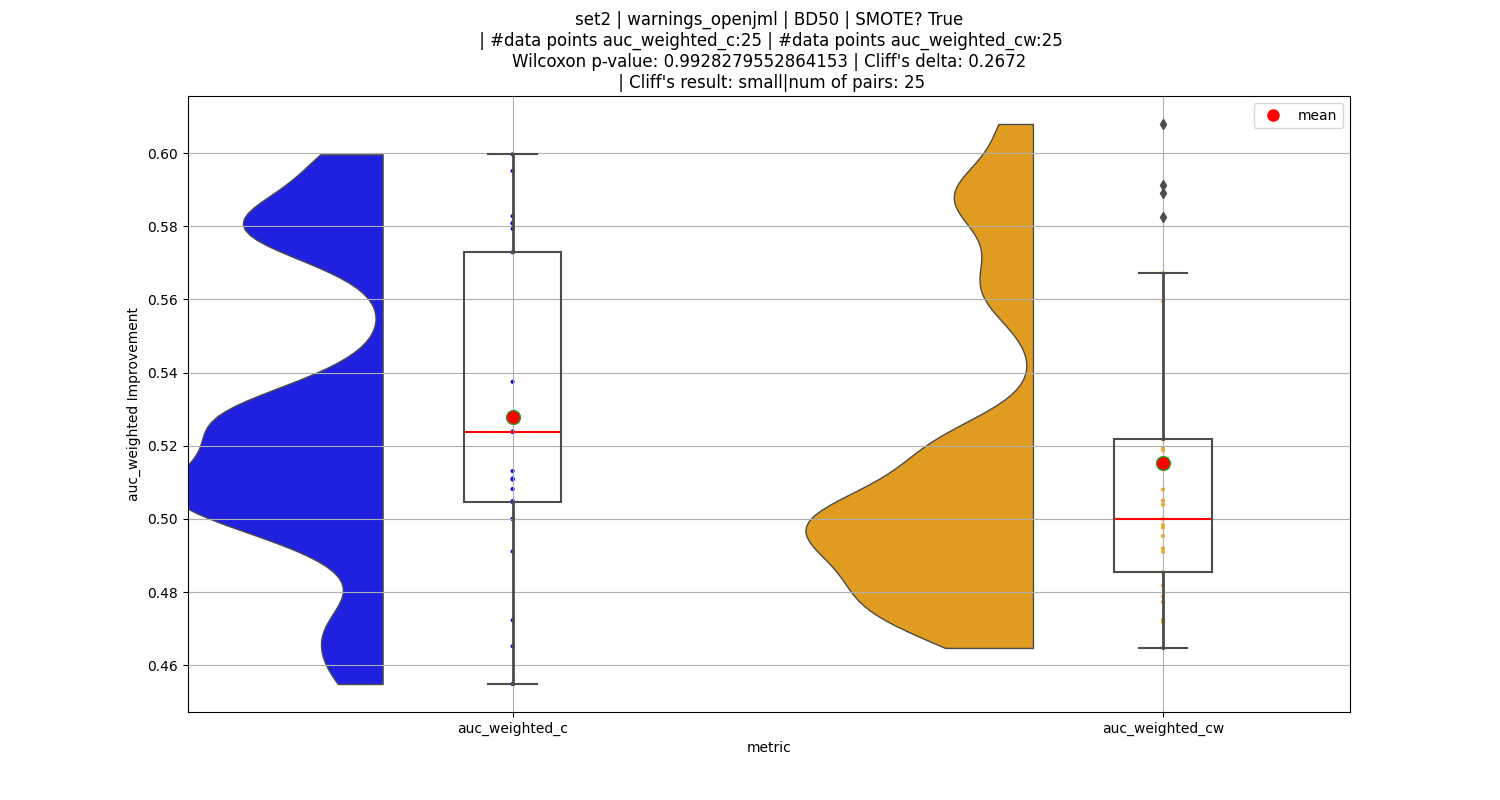 set2 | warnings_openjml | BD50 | SMOTE? True
| #data points auc_weighted_c:25 | #data points auc_weighted_cw:25
Wilcoxon p-value: 0.9928279552864153 | Cliff's delta: 0.2672
| Cliff's result: small|num of pairs: 25
mean
0.60
0.58
0.56
0.54
0.52
0.50
0.48
0.46
auc_weighted Improvement
auc_weighted_c
auc_weighted_cw
metric